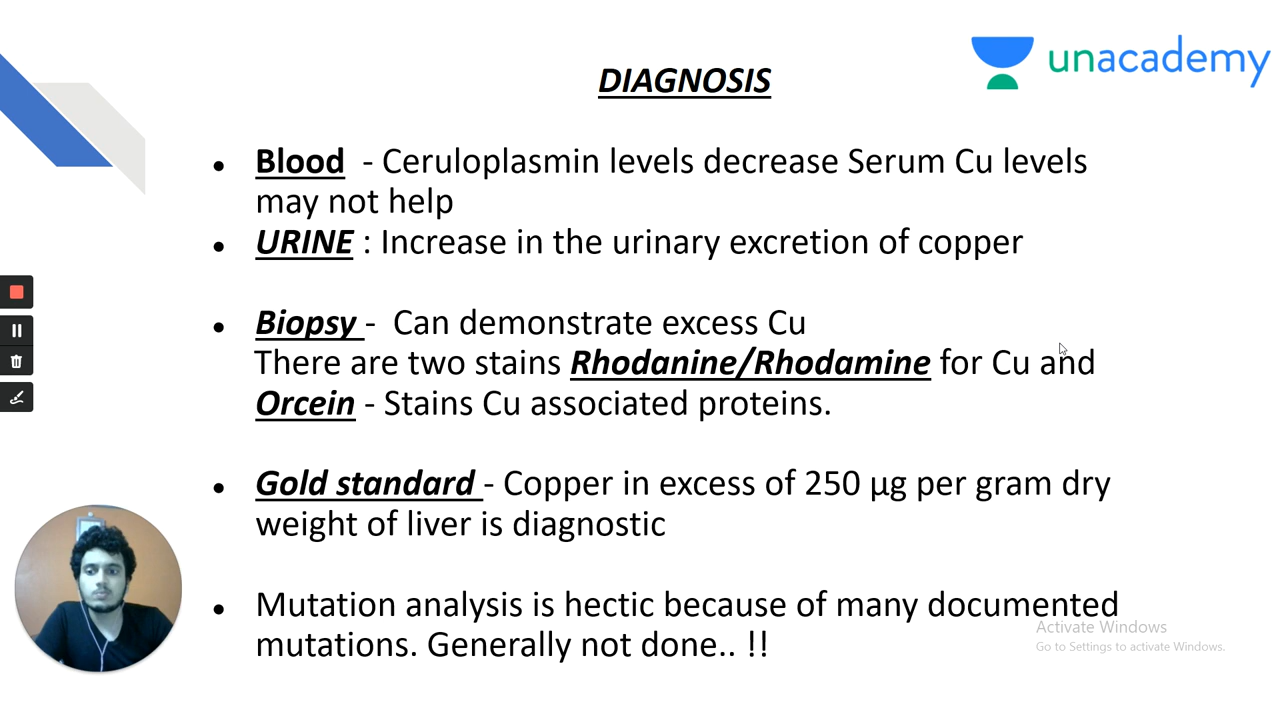 unacademy
DIAGNOSIS
● Blood - Ceruloplasmin levels decrease Serum Cu levels
may not help
● URINE : Increase in the urinary excretion of copper
● Biopsy - Can demonstrate excess Cu
There are two stains Rhodanine/Rhodamine for Cu and
Orcein - Stains Cu associated proteins.
● Gold standard - Copper in excess of 250 µg per gram dry
weight of liver is diagnostic
● Mutation analysis is hectic because of many documented
mutations. Generally not done.. !!
Activate Windows
Go to Settings to activate Windows.